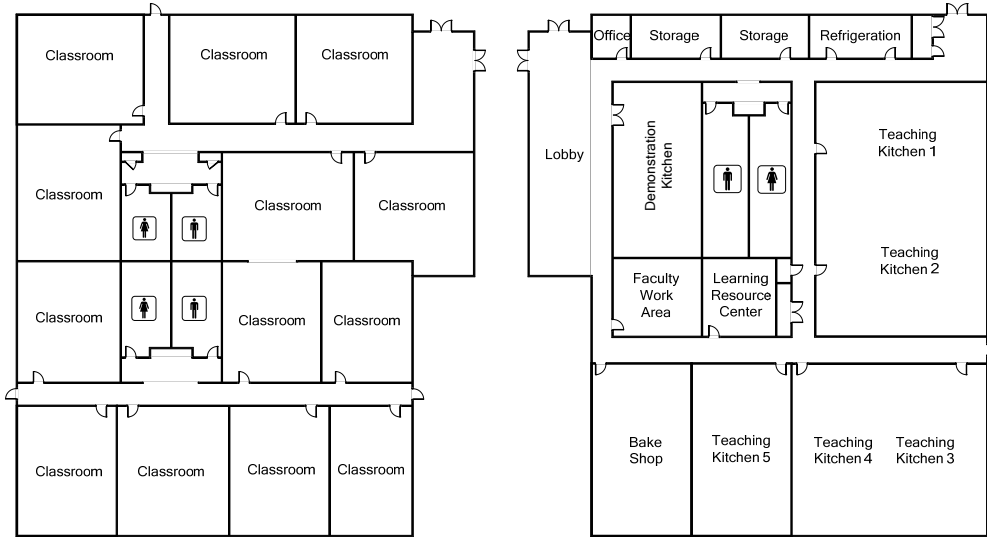 Classroom
Classroom
Classroom
Classroom
Classroom
Classroom
Classroom
Classroom
Classroom
Classroom
Classroom
Classroom
Classroom
Office
Storage
Storage
Refrigeration
Lobby
Demonstration
Kitchen
Teaching
Kitchen 1
Teaching
Kitchen 2
Faculty
Work
Area
Learning
Resource
Center
Bake
Shop
Teaching
Kitchen 5
Teaching
Kitchen 4
Teaching
Kitchen 3